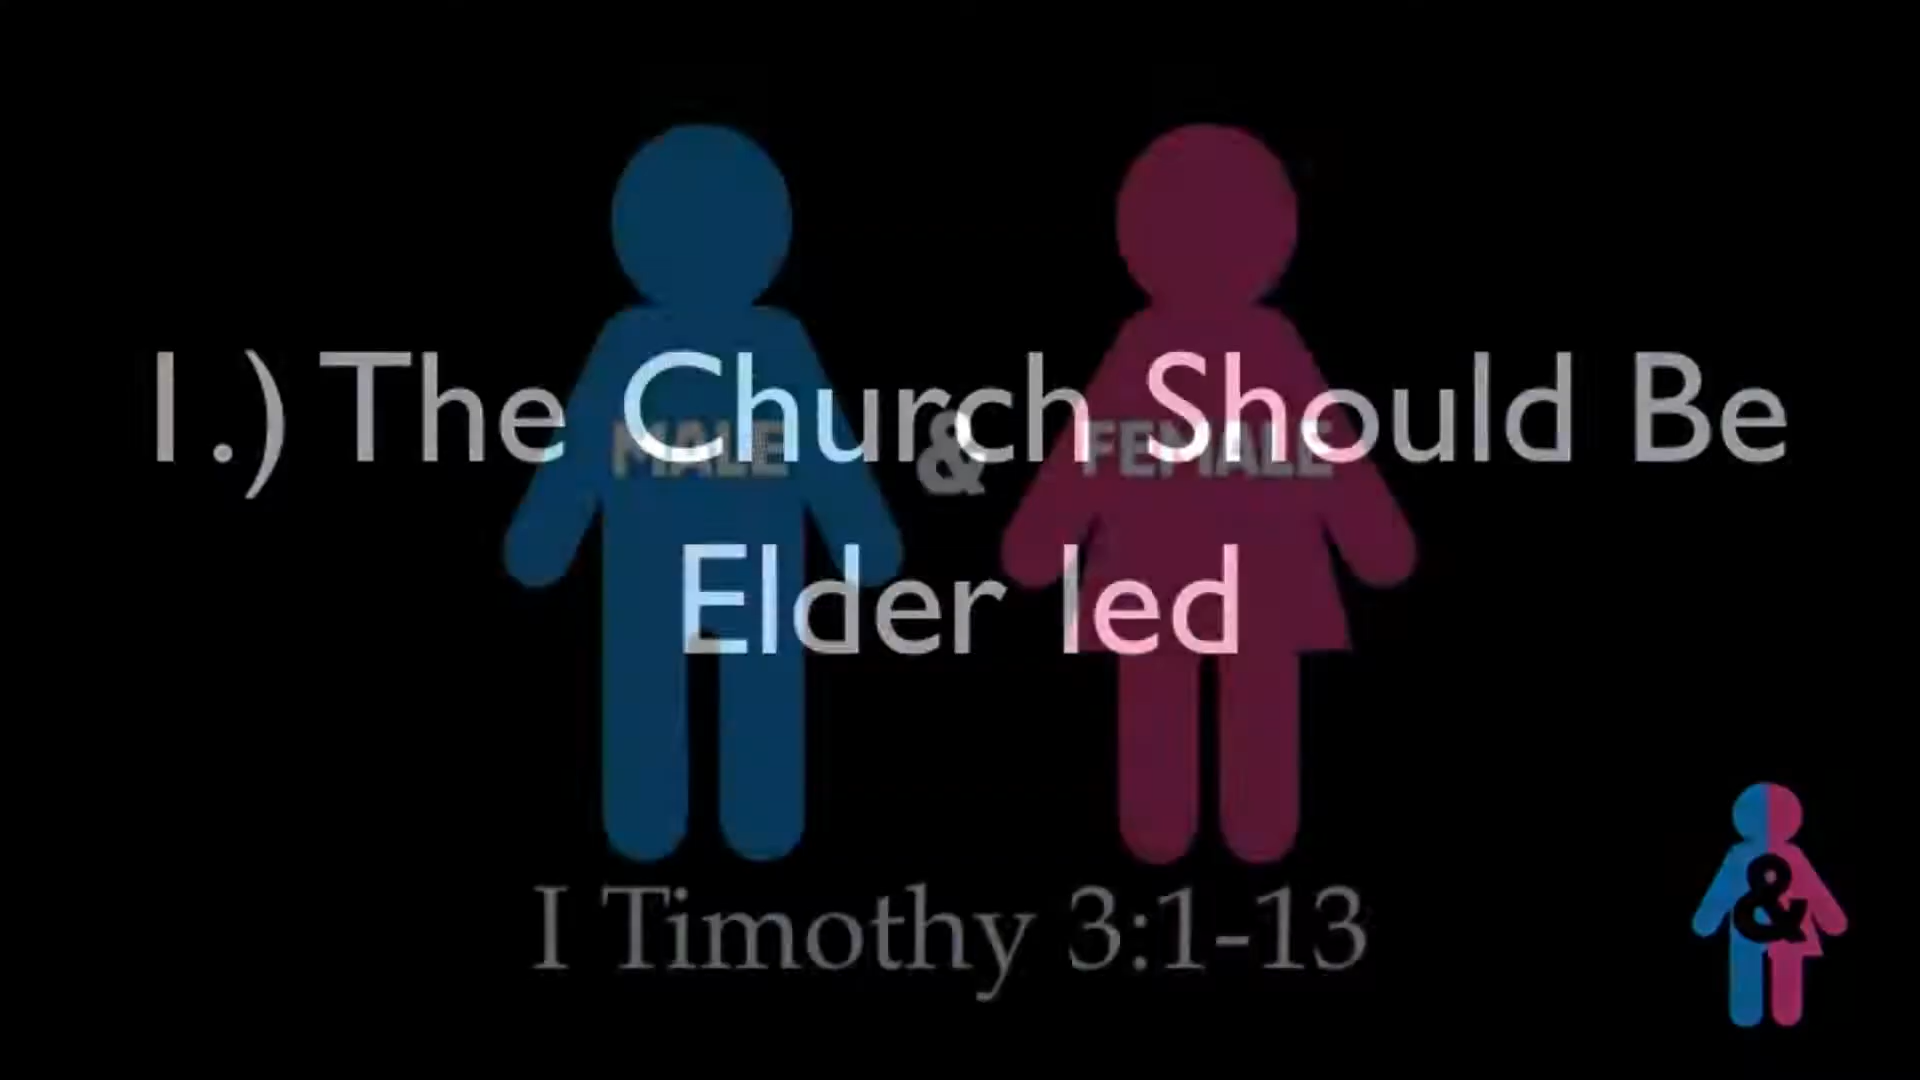 1.) The Church Should Be
Elder led
MALE & FEMALE
I Timothy 3:1-13
&